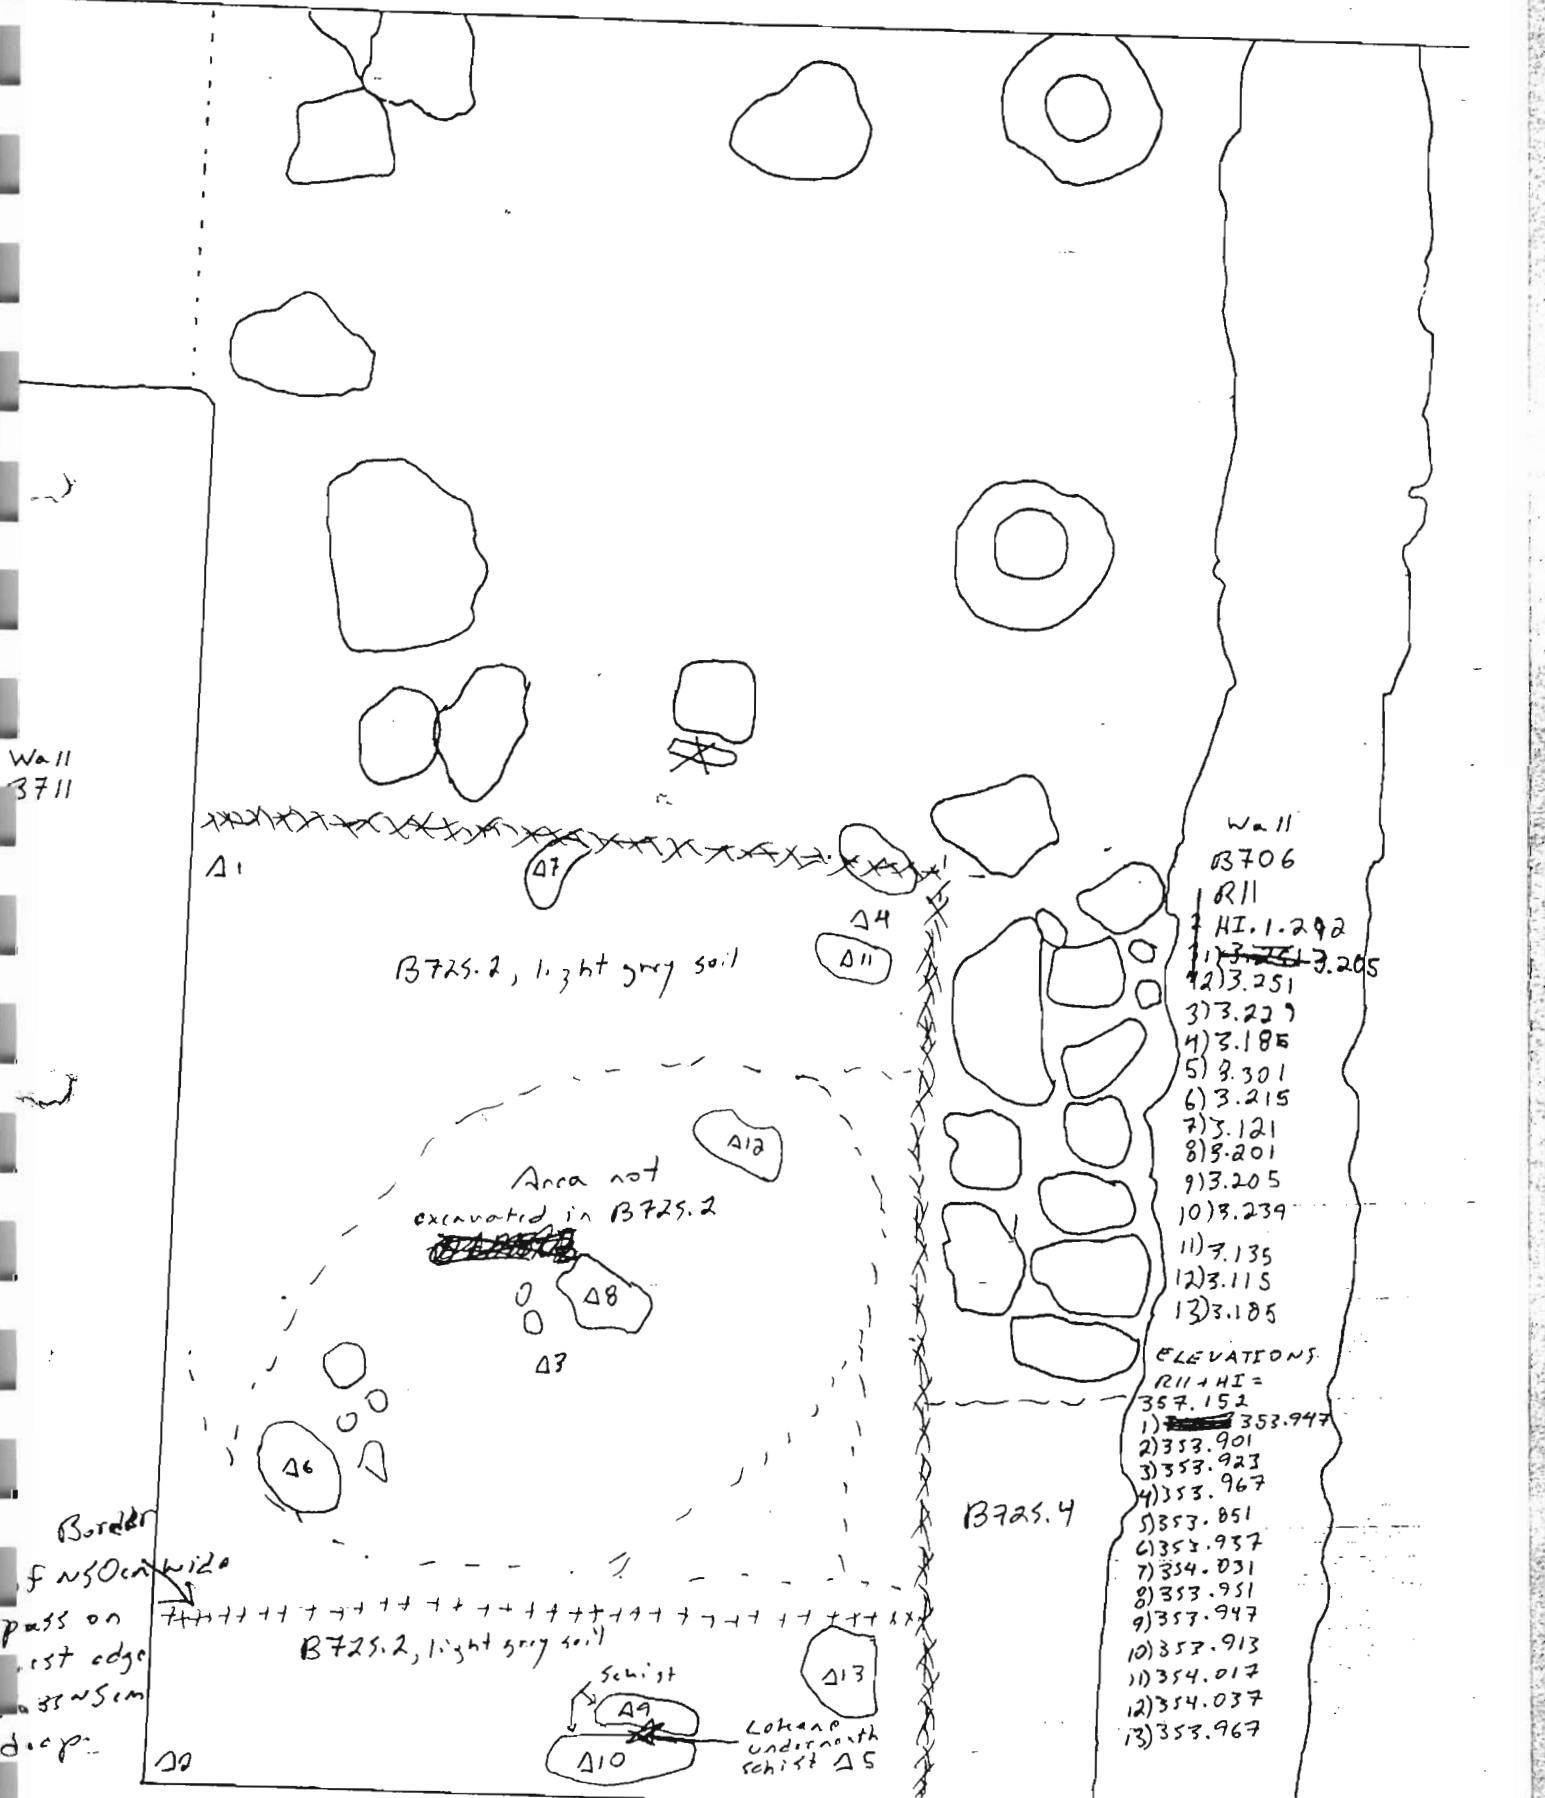 Wall
3711
Δ1
Δ7
Δ4
Δ11
B725.2, light grey soil
Δ12
Area not
excavated in B725.2
Δ8
Δ3
Δ6
Border
f ~50cm wide
pass on
est edge
~5cm
deep
B725.2, light grey soil
Schist
Δ9
Δ10
Δ13
Lekane
underneath
schist Δ5
Δ2
B725.4
Wall
B706
RII
HI. 1.292
1) 3.205
2) 3.251
3) 3.229
4) 3.185
5) 3.301
6) 3.215
7) 3.121
8) 3.201
9) 3.205
10) 3.239
11) 3.135
12) 3.115
13) 3.185
ELEVATIONS
RII + HI =
357.152
1) 353.947
2) 353.901
3) 353.923
4) 353.967
5) 353.851
6) 353.937
7) 354.031
8) 353.951
9) 353.947
10) 353.913
11) 354.017
12) 354.037
13) 353.967